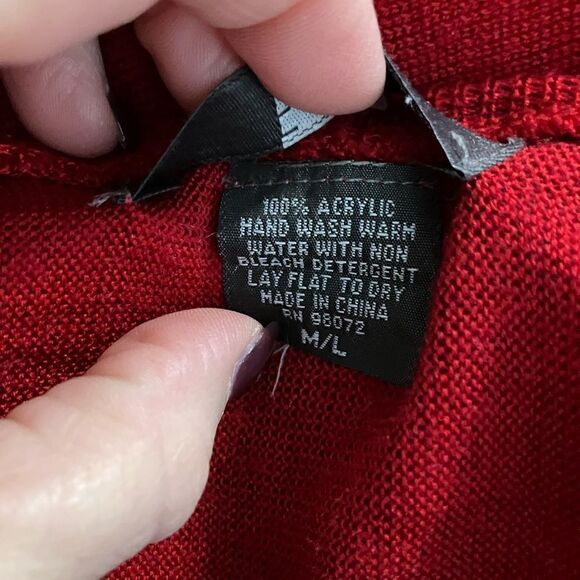 100% ACRYLIC
HAND WASH WARM
WATER WITH NON
BLEACH DETERGENT
LAY FLAT TO DRY
MADE IN CHINA
RN 98072
M/L